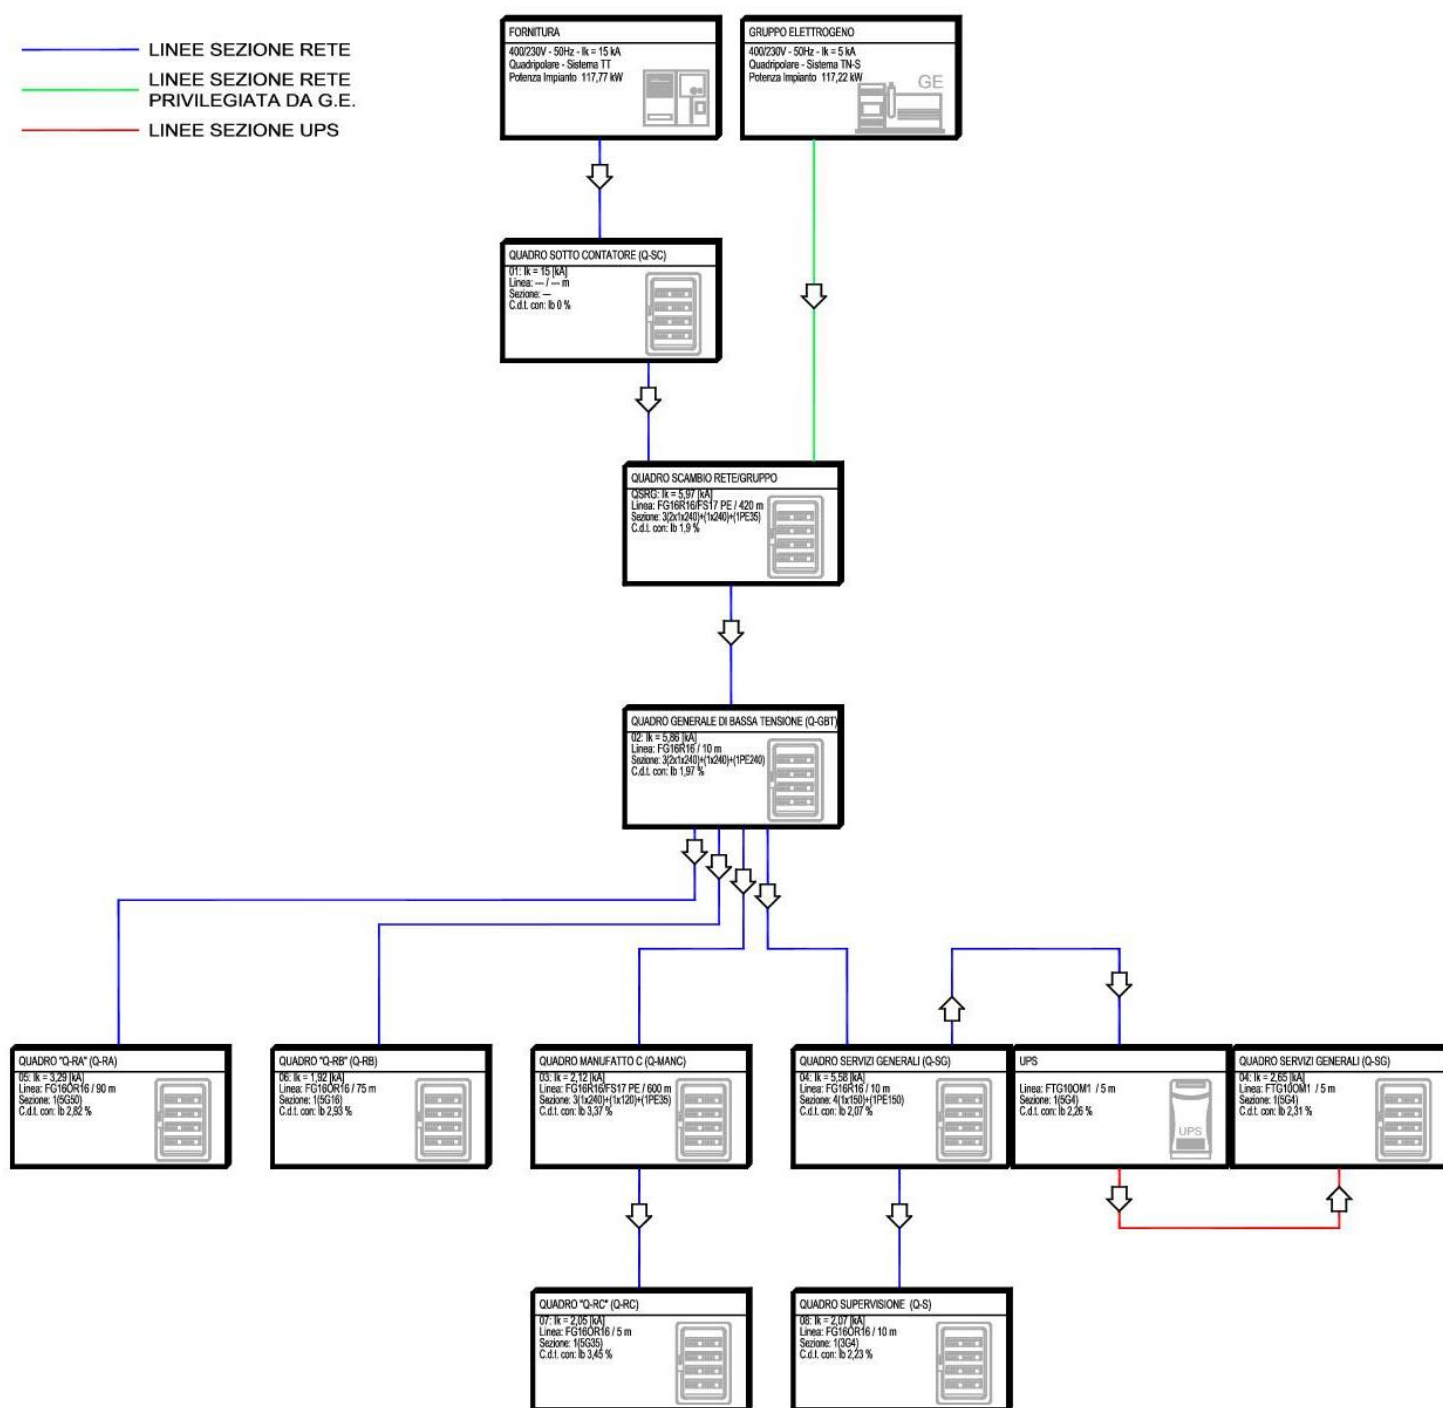 LINEE SEZIONE RETE
LINEE SEZIONE RETE
PRIVILEGIATA DA G.E.
LINEE SEZIONE UPS
FORNITURA
400/230V - 50Hz - Ik = 15 kA
Quadripolare - Sistema TT
Potenza Impianto 117,77 kW
GRUPPO ELETTROGENO
400/230V - 50Hz - Ik = 5 kA
Quadripolare - Sistema TN-S
Potenza Impianto 117,22 kW
GE
QUADRO SOTTO CONTATORE (Q-SC)
01: Ik = 15 [kA]
Linea: --- / --- m
Sezione: ---
C.d.t. con: Ib 0 %
QUADRO SCAMBIO RETE/GRUPPO
QSRG: Ik = 5,97 [kA]
Linea: FG16R16/FS17 PE / 420 m
Sezione: 3(2x1x240)+(1x240)+(1PE35)
C.d.t. con: Ib 1,9 %
QUADRO GENERALE DI BASSA TENSIONE (Q-GBT)
02: Ik = 5,86 [kA]
Linea: FG16R16 / 10 m
Sezione: 3(2x1x240)+(1x240)+(1PE240)
C.d.t. con: Ib 1,97 %
QUADRO "Q-RA" (Q-RA)
05: Ik = 3,29 [kA]
Linea: FG16OR16 / 90 m
Sezione: 1(5G50)
C.d.t. con: Ib 2,82 %
QUADRO "Q-RB" (Q-RB)
06: Ik = 1,92 [kA]
Linea: FG16OR16 / 75 m
Sezione: 1(5G16)
C.d.t. con: Ib 2,93 %
QUADRO MANUFATTO C (Q-MANC)
03: Ik = 2,12 [kA]
Linea: FG16R16/FS17 PE / 600 m
Sezione: 3(1x240)+(1x120)+(1PE35)
C.d.t. con: Ib 3,37 %
QUADRO SERVIZI GENERALI (Q-SG)
04: Ik = 5,58 [kA]
Linea: FG16R16 / 10 m
Sezione: 4(1x150)+(1PE150)
C.d.t. con: Ib 2,07 %
UPS
Linea: FTG10OM1 / 5 m
Sezione: 1(5G4)
C.d.t. con: Ib 2,26 %
UPS
QUADRO SERVIZI GENERALI (Q-SG)
04: Ik = 2,65 [kA]
Linea: FTG10OM1 / 5 m
Sezione: 1(5G4)
C.d.t. con: Ib 2,31 %
QUADRO "Q-RC" (Q-RC)
07: Ik = 2,05 [kA]
Linea: FG16OR16 / 5 m
Sezione: 1(5G35)
C.d.t. con: Ib 3,45 %
QUADRO SUPERVISIONE (Q-S)
08: Ik = 2,07 [kA]
Linea: FG16OR16 / 10 m
Sezione: 1(3G4)
C.d.t. con: Ib 2,23 %